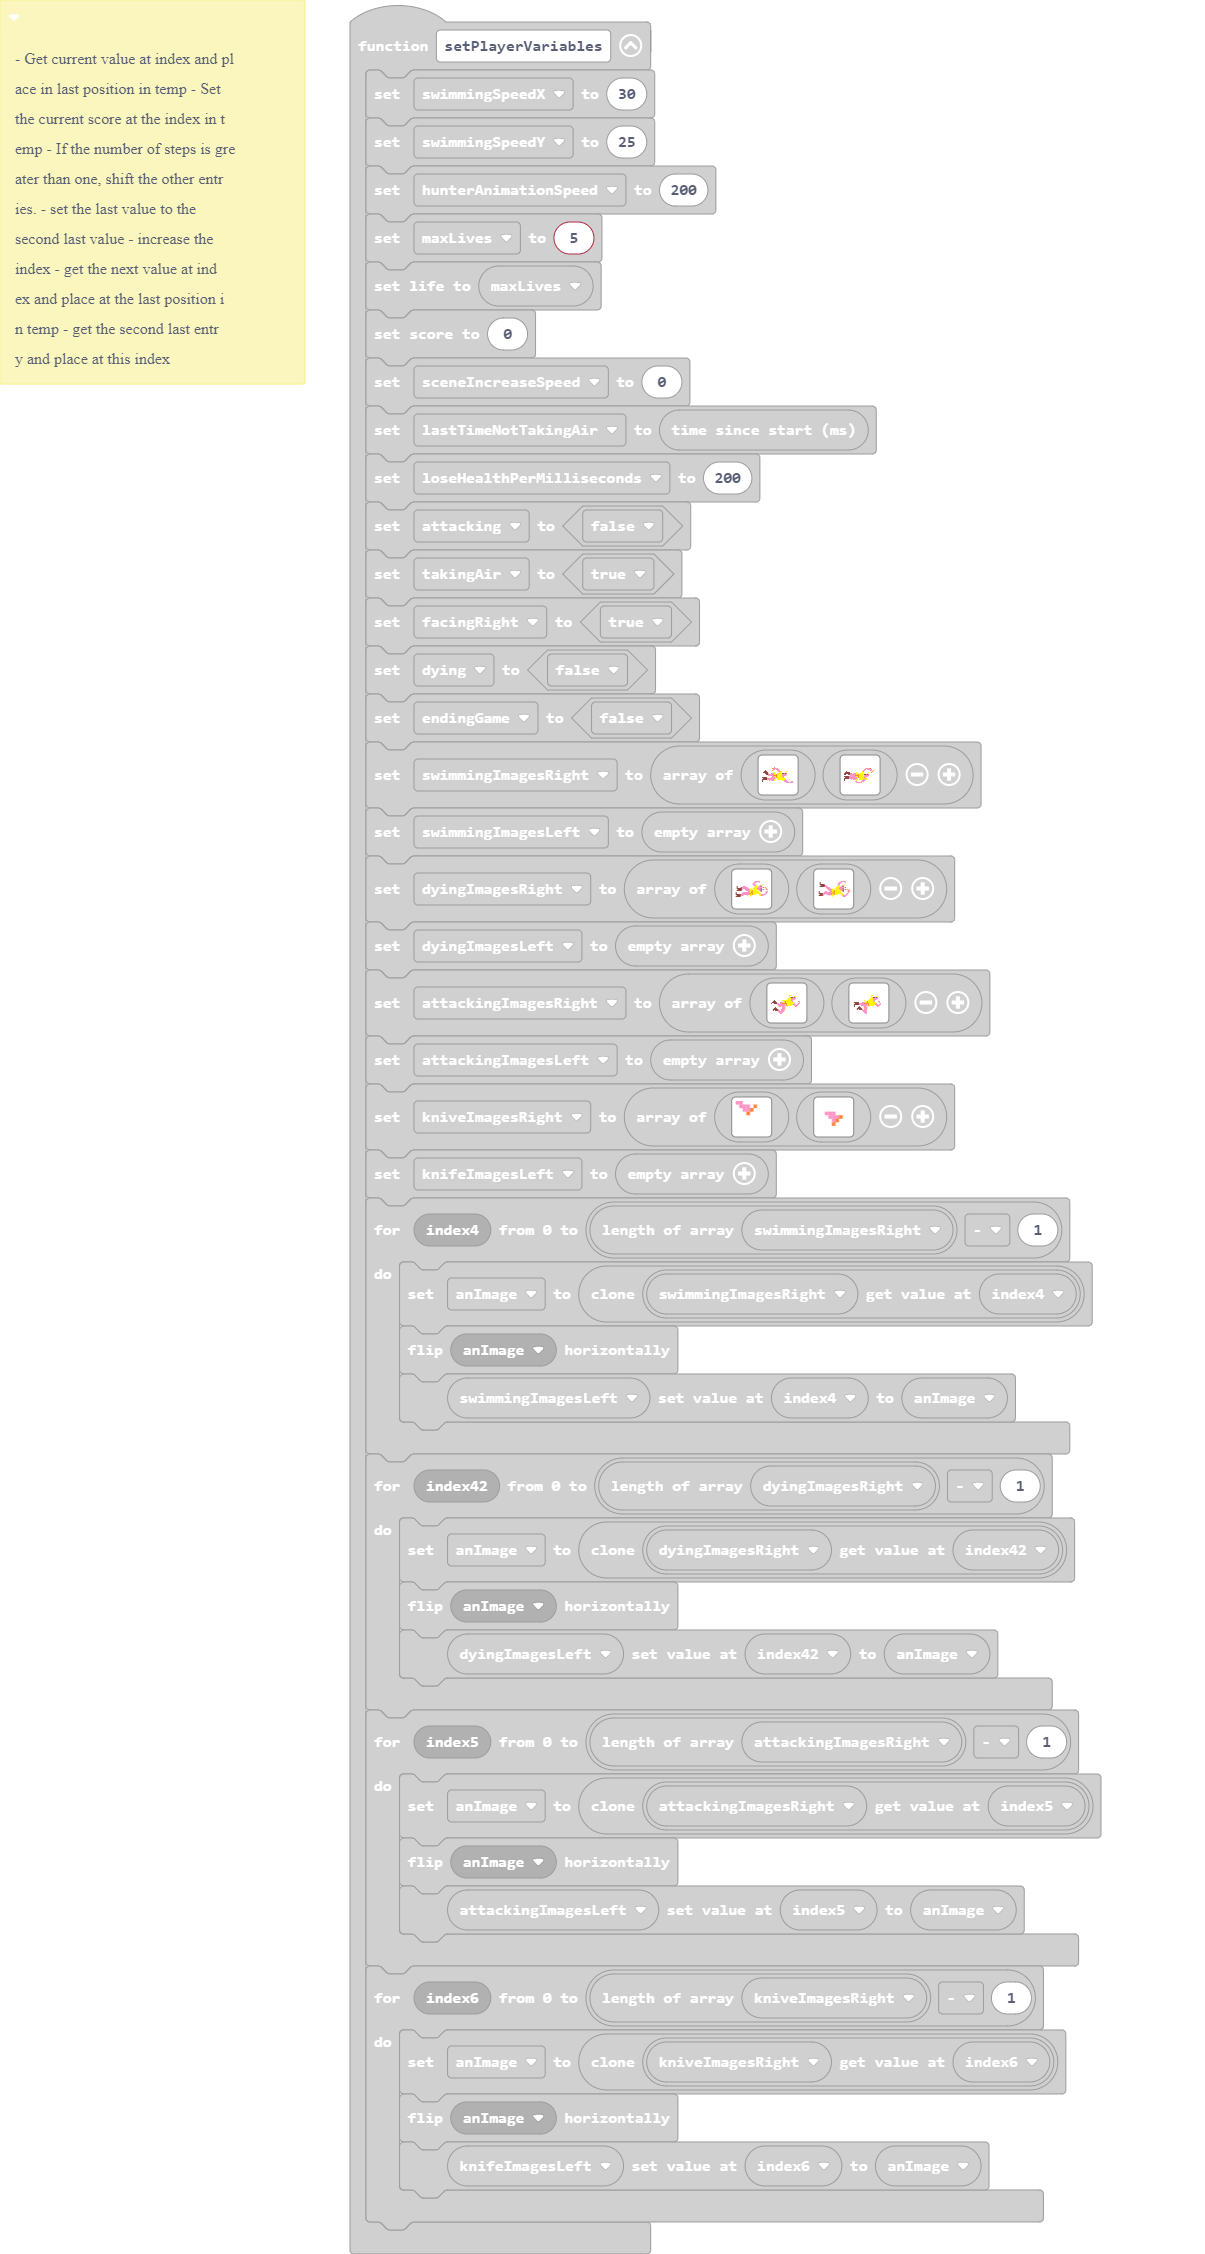 - Get current value at index and pl
ace in last position in temp - Set
the current score at the index in t
emp - If the number of steps is gre
ater than one, shift the other entr
ies. - set the last value to the
second last value - increase the
index - get the next value at ind
ex and place at the last position i
n temp - get the second last entr
y and place at this index
function setPlayerVariables
set swimmingSpeedX to 30
set swimmingSpeedY to 25
set hunterAnimationSpeed to 200
set maxLives to 5
set life to maxLives
set score to 0
set sceneIncreaseSpeed to 0
set lastTimeNotTakingAir to time since start (ms)
set loseHealthPerMilliseconds to 200
set attacking to false
set takingAir to true
set facingRight to true
set dying to false
set endingGame to false
set swimmingImagesRight to array of
set swimmingImagesLeft to empty array
set dyingImagesRight to array of
set dyingImagesLeft to empty array
set attackingImagesRight to array of
set attackingImagesLeft to empty array
set kniveImagesRight to array of
set knifeImagesLeft to empty array
for index4 from 0 to length of array swimmingImagesRight - 1
do
set anImage to clone swimmingImagesRight get value at index4
flip anImage horizontally
swimmingImagesLeft set value at index4 to anImage
for index42 from 0 to length of array dyingImagesRight - 1
do
set anImage to clone dyingImagesRight get value at index42
flip anImage horizontally
dyingImagesLeft set value at index42 to anImage
for index5 from 0 to length of array attackingImagesRight - 1
do
set anImage to clone attackingImagesRight get value at index5
flip anImage horizontally
attackingImagesLeft set value at index5 to anImage
for index6 from 0 to length of array kniveImagesRight - 1
do
set anImage to clone kniveImagesRight get value at index6
flip anImage horizontally
knifeImagesLeft set value at index6 to anImage